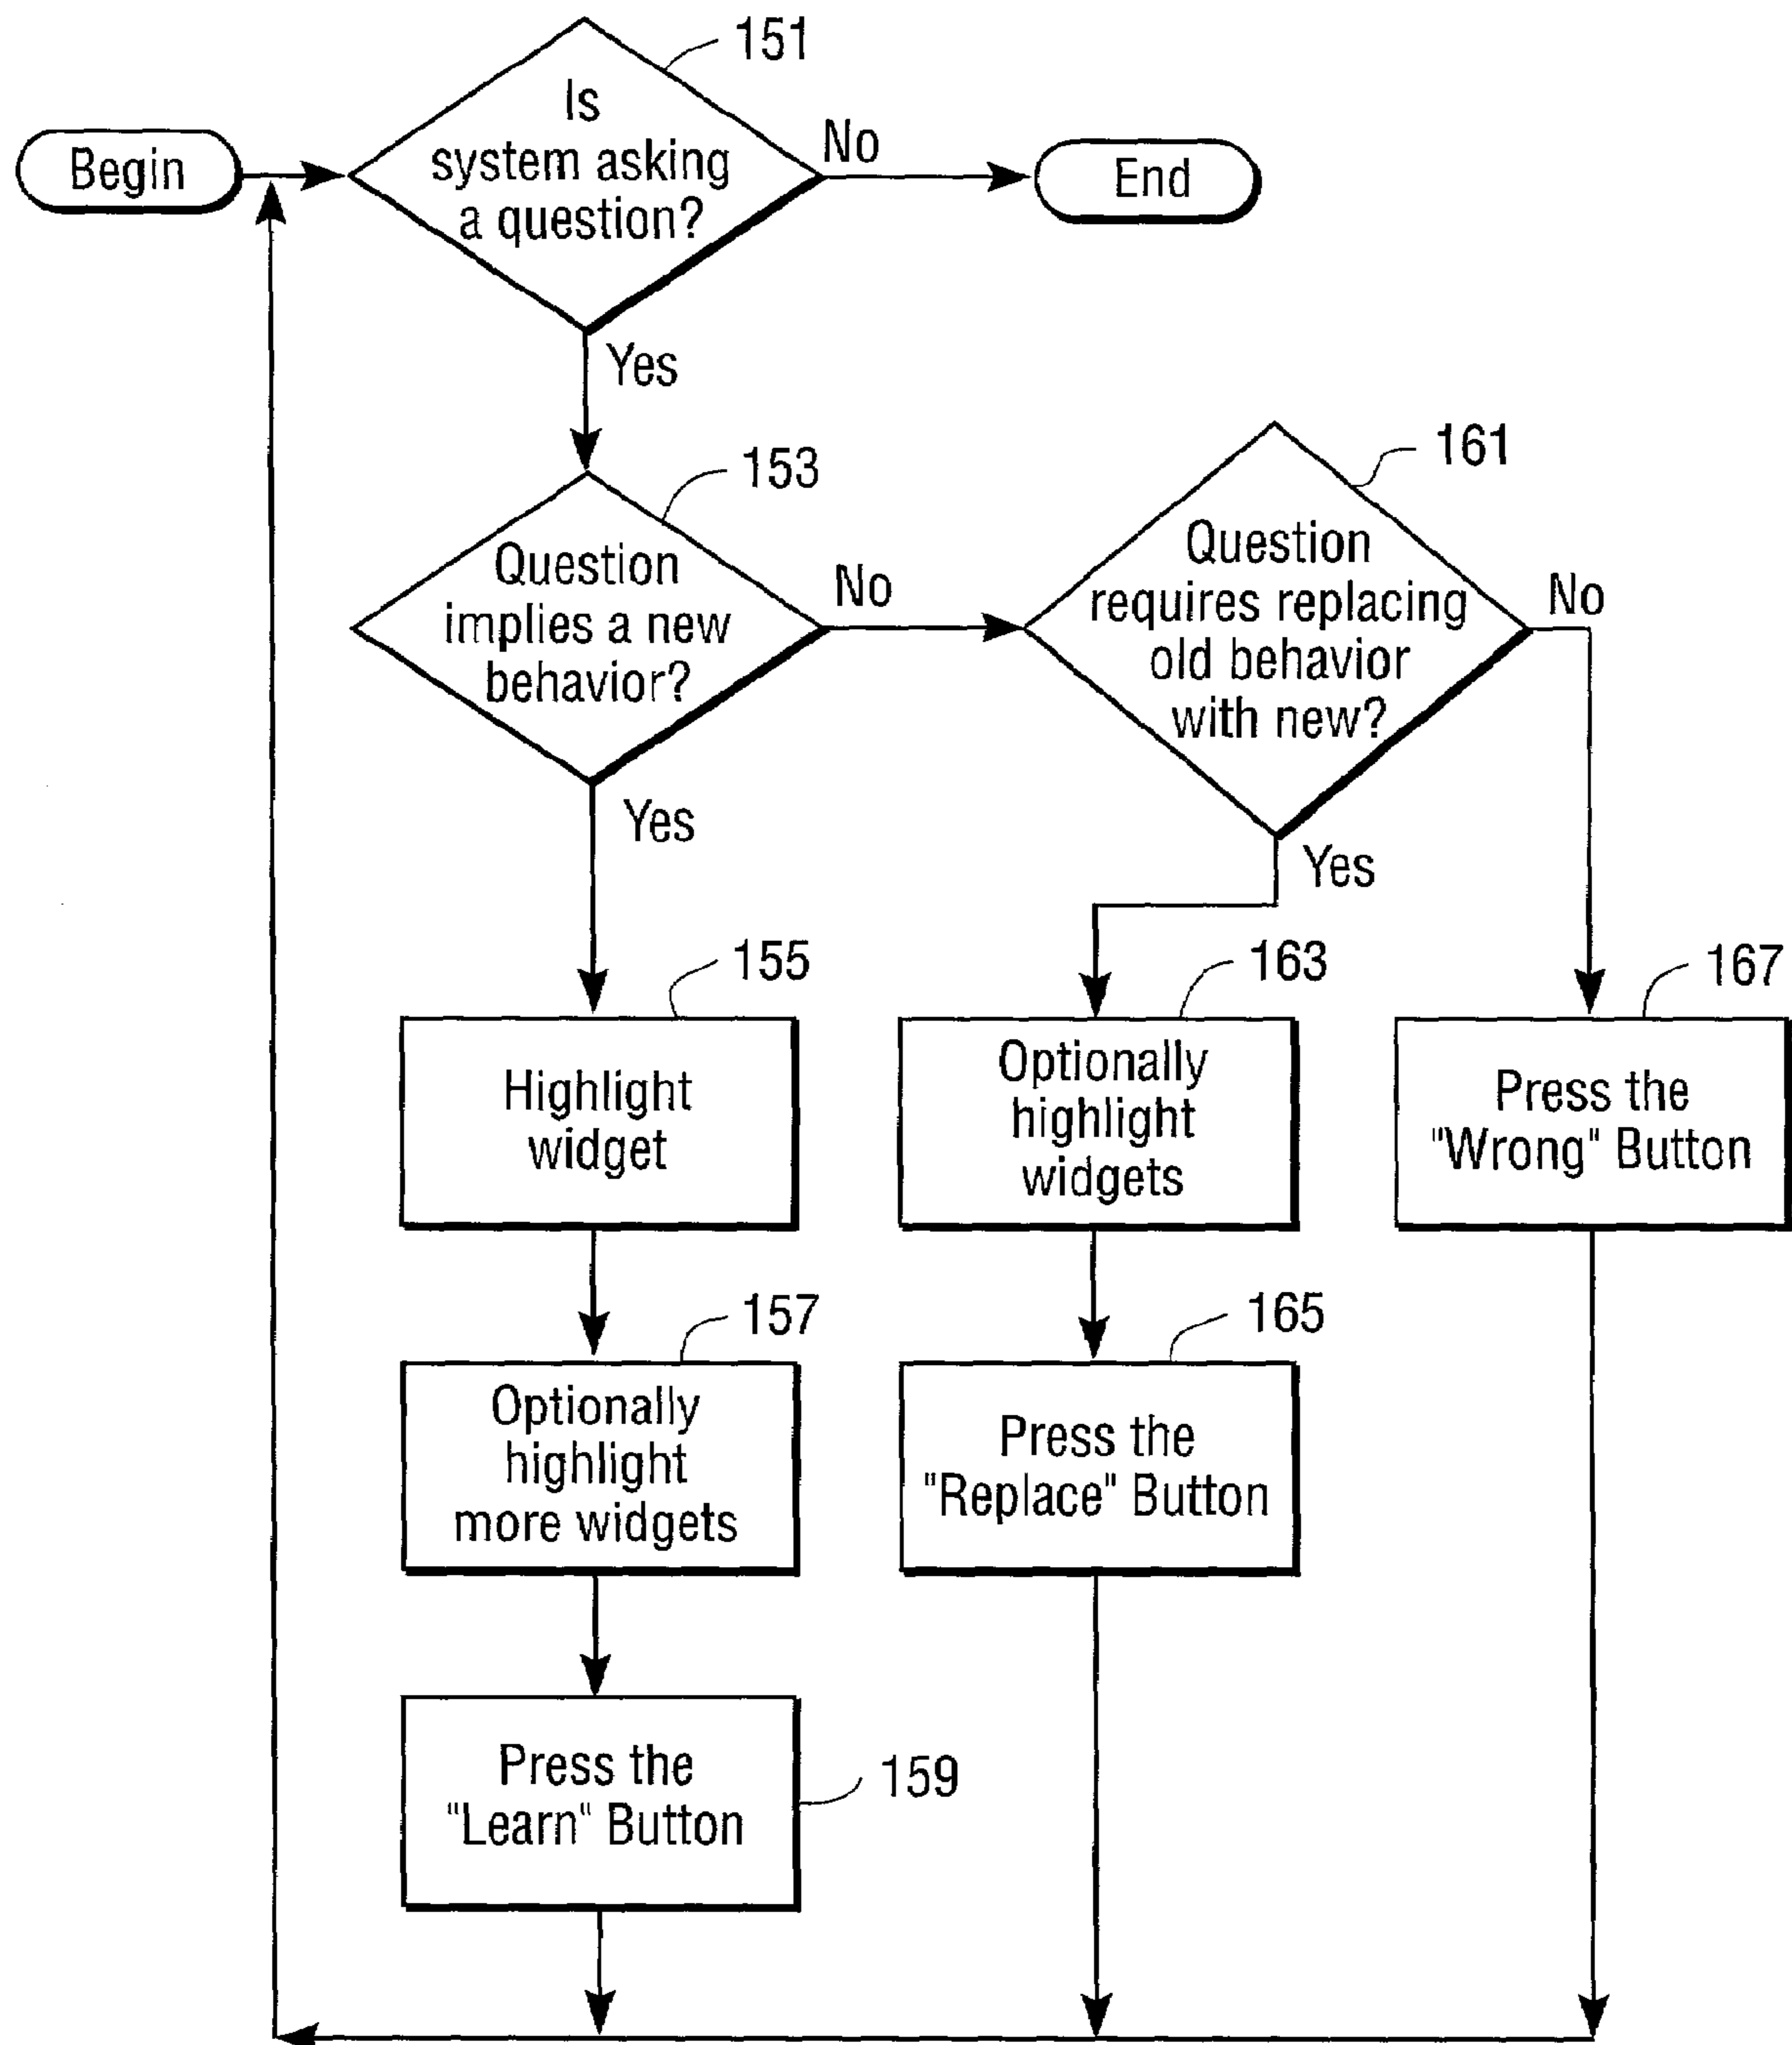 151
Is
system asking
a question?
Begin
No
End
Yes
153
Question
implies a new
behavior?
No
161
Question
requires replacing
old behavior
with new?
No
Yes
Yes
155
Highlight
widget
163
Optionally
highlight
widgets
167
Press the
"Wrong" Button
157
Optionally
highlight
more widgets
165
Press the
"Replace" Button
Press the
"Learn" Button
159